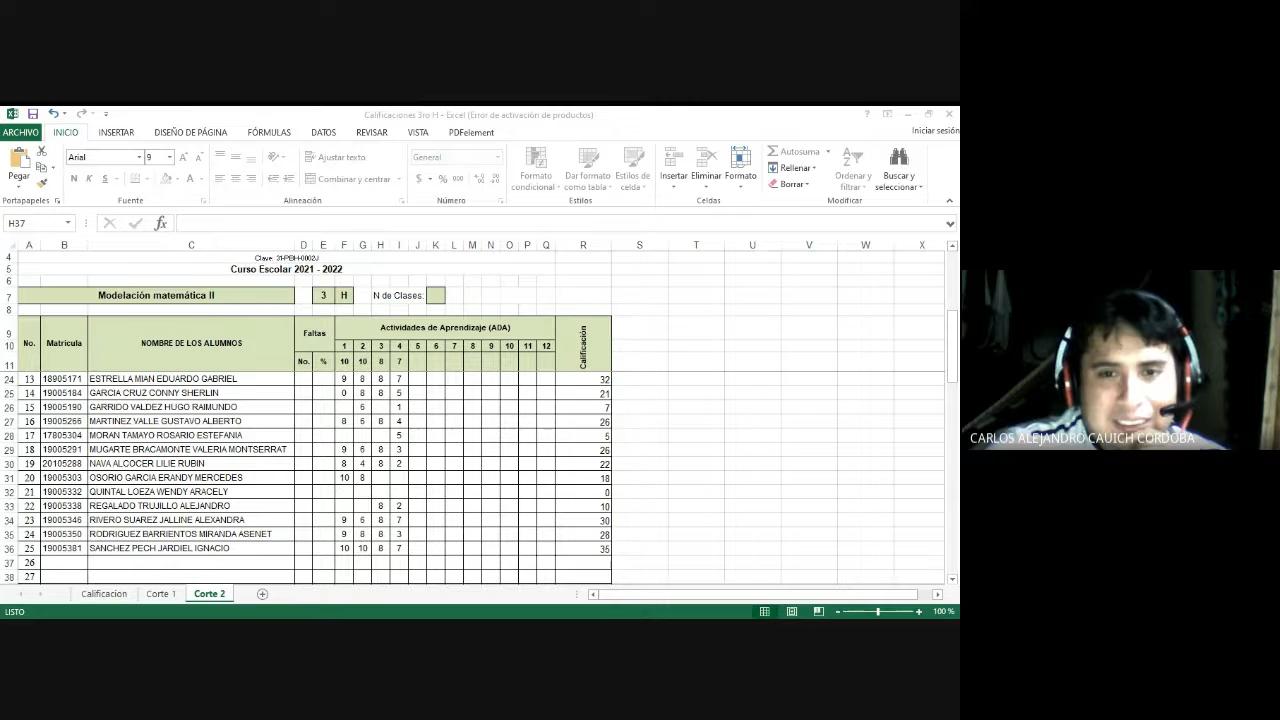 Calificaciones 3ro H - Excel (Error de activación de productos)
ARCHIVO INICIO INSERTAR DISEÑO DE PÁGINA FÓRMULAS DATOS REVISAR VISTA PDFelement Iniciar sesión
Pegar
Arial 9
N K S
Ajustar texto
Combinar y centrar
General
$ % 000
Formato condicional
Dar formato como tabla
Estilos de celda
Insertar Eliminar Formato
Autosuma
Rellenar
Borrar
Ordenar y filtrar
Buscar y seleccionar
Portapapeles Fuente Alineación Número Estilos Celdas Modificar
H37 fx
A B C D E F G H I J K L M N O P Q R S T U V W X
4 Clave: 31-PBH-0002J
5 Curso Escolar 2021 - 2022
6
7 Modelación matemática II 3 H N de Clases:
8
9 No. Matricula NOMBRE DE LOS ALUMNOS Faltas Actividades de Aprendizaje (ADA) Calificación
10 1 2 3 4 5 6 7 8 9 10 11 12
11 No. % 10 10 8 7
24 13 18905171 ESTRELLA MIAN EDUARDO GABRIEL 9 8 8 7 32
25 14 19005184 GARCIA CRUZ CONNY SHERLIN 0 8 8 5 21
26 15 19005190 GARRIDO VALDEZ HUGO RAIMUNDO 6 1 7
27 16 19005266 MARTINEZ VALLE GUSTAVO ALBERTO 8 6 8 4 26
28 17 17805304 MORAN TAMAYO ROSARIO ESTEFANIA 5 5
29 18 19005291 MUGARTE BRACAMONTE VALERIA MONTSERRAT 9 6 8 3 26
30 19 20105288 NAVA ALCOCER LILIE RUBIN 8 4 8 2 22
31 20 19005303 OSORIO GARCIA ERANDY MERCEDES 10 8 18
32 21 19005332 QUINTAL LOEZA WENDY ARACELY 0
33 22 19005338 REGALADO TRUJILLO ALEJANDRO 8 2 10
34 23 19005346 RIVERO SUAREZ JALLINE ALEXANDRA 9 6 8 7 30
35 24 19005350 RODRIGUEZ BARRIENTOS MIRANDA ASENET 9 8 8 3 28
36 25 19005381 SANCHEZ PECH JARDIEL IGNACIO 10 10 8 7 35
37 26
38 27
Calificacion Corte 1 Corte 2
LISTO 100 %
CARLOS ALEJANDRO CAUICH CORDOBA